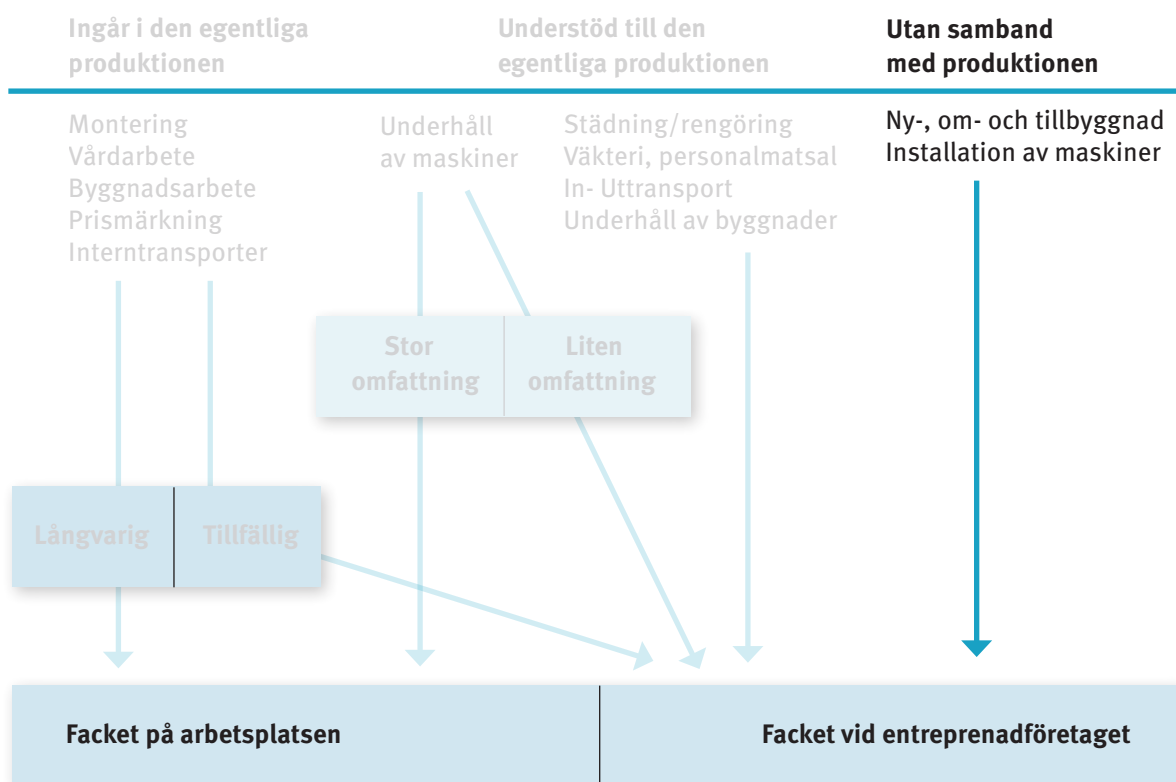 Ingår i den egentliga
produktionen
Understöd till den
egentliga produktionen
Utan samband
med produktionen
Montering
Vårdarbete
Byggnadsarbete
Prismärkning
Interntransporter
Underhåll
av maskiner
Städning/rengöring
Väkteri, personalmatsal
In- Uttransport
Underhåll av byggnader
Ny-, om- och tillbyggnad
Installation av maskiner
Stor
omfattning
Liten
omfattning
Långvarig
Tillfällig
Facket på arbetsplatsen
Facket vid entreprenadföretaget